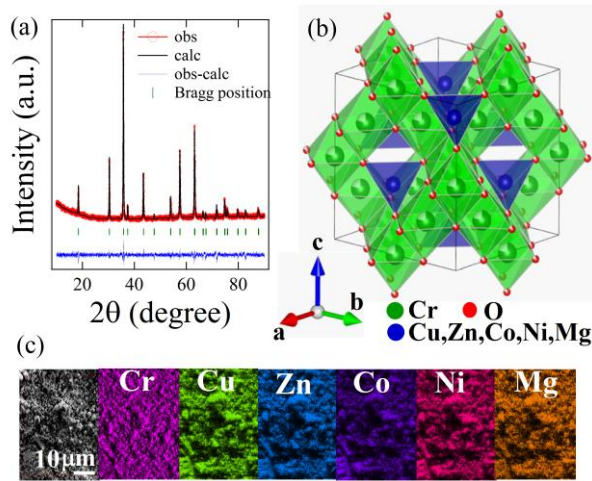 (a)
obs
calc
obs-calc
Bragg position
Intensity (a.u.)
20 40 60 80
2θ (degree)
(b)
c
b
a
Cr O
Cu,Zn,Co,Ni,Mg
(c)
Cr Cu Zn Co Ni Mg
10μm